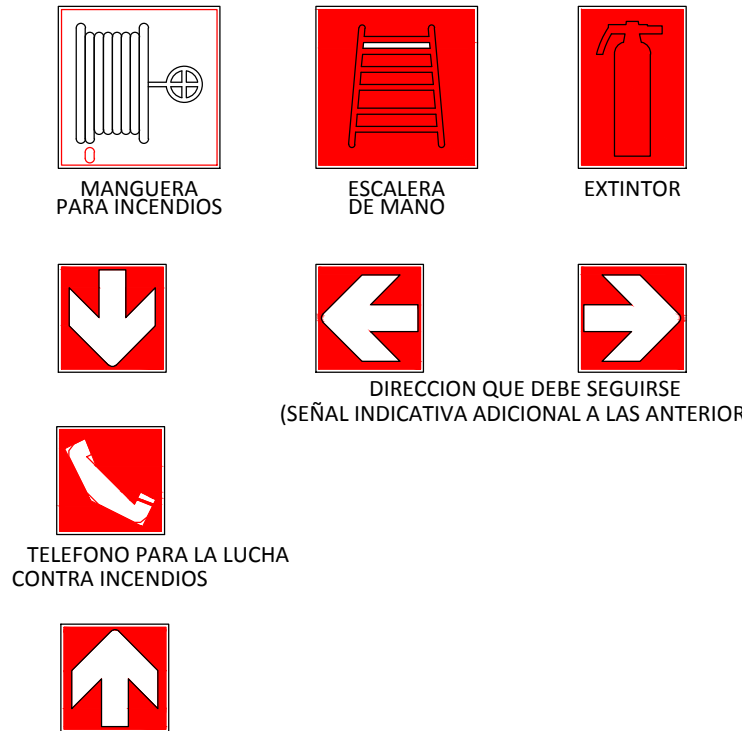 MANGUERA
PARA INCENDIOS
ESCALERA
DE MANO
EXTINTOR
DIRECCION QUE DEBE SEGUIRSE
(SEÑAL INDICATIVA ADICIONAL A LAS ANTERIOR
TELEFONO PARA LA LUCHA
CONTRA INCENDIOS